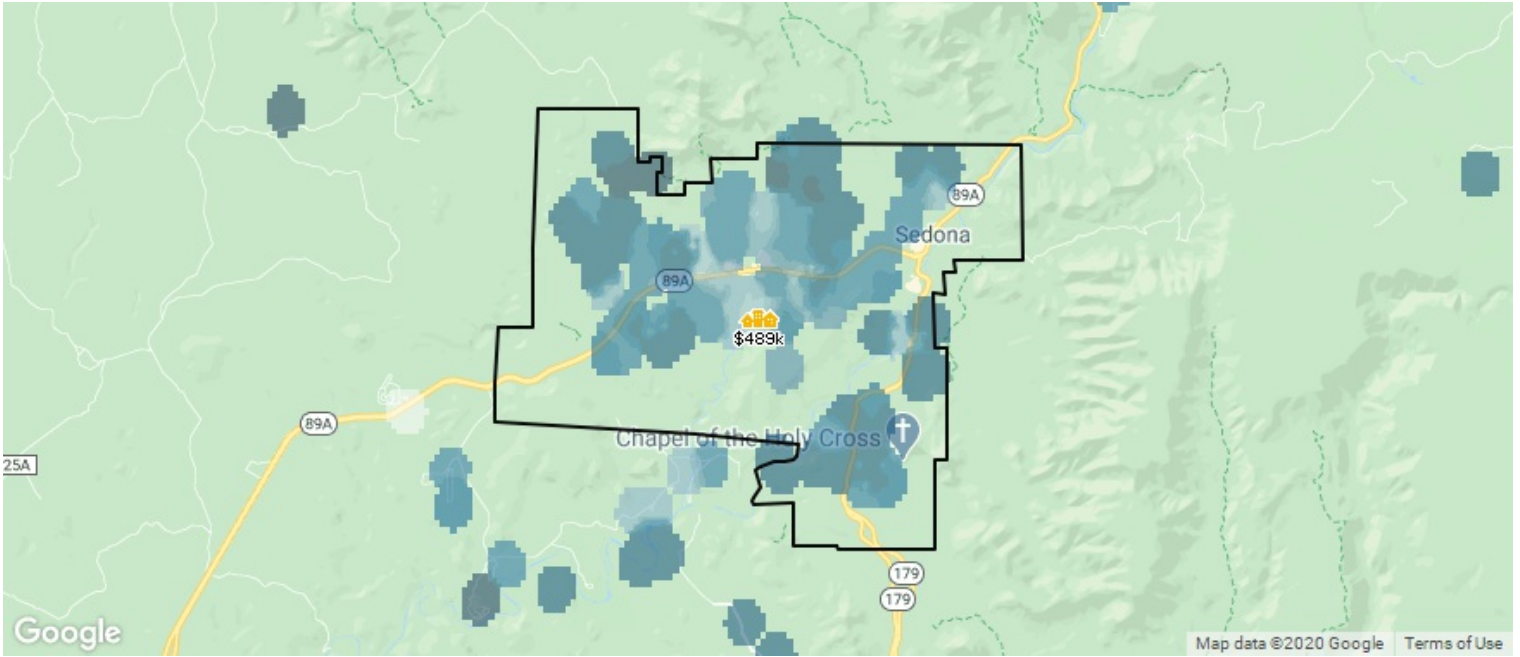 89A
Sedona
89A
$489k
89A
Chapel of the Holy Cross
25A
179
179
Google
Map data ©2020 Google
Terms of Use